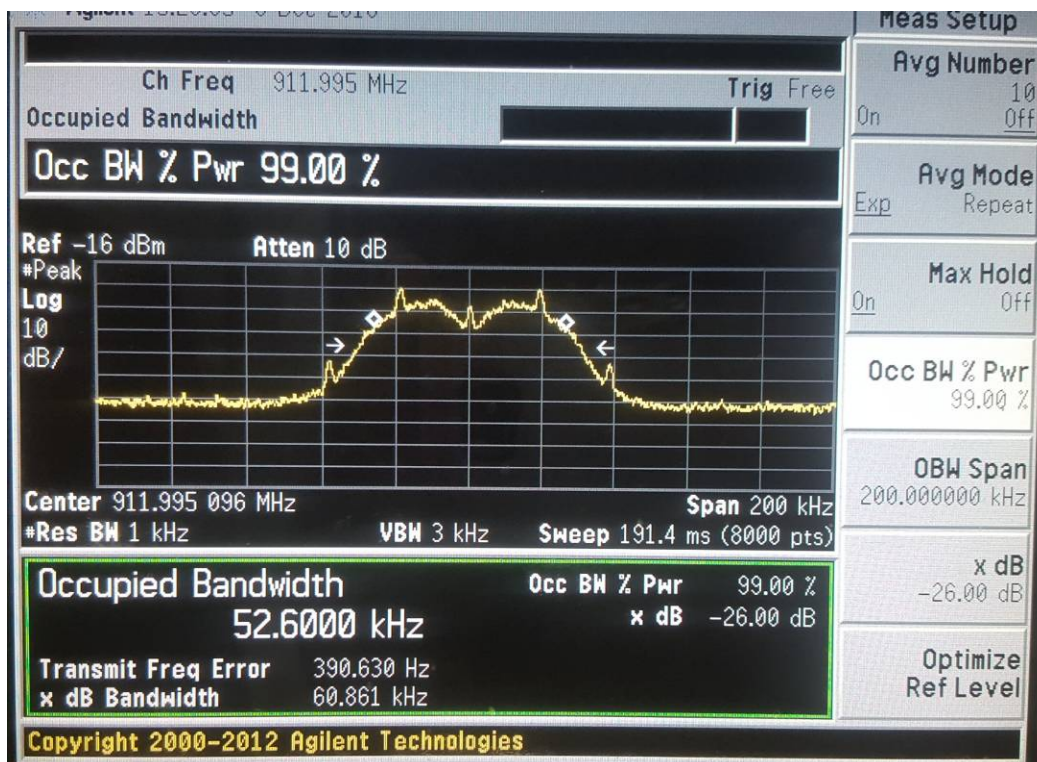 Meas Setup
Ch Freq 911.995 MHz Trig Free
Occupied Bandwidth
Occ BW % Pwr 99.00 %
Ref -16 dBm Atten 10 dB
#Peak
Log
10
dB/
Center 911.995 096 MHz Span 200 kHz
#Res BW 1 kHz VBW 3 kHz Sweep 191.4 ms (8000 pts)
Occupied Bandwidth Occ BW % Pwr 99.00 %
52.6000 kHz x dB -26.00 dB
Transmit Freq Error 390.630 Hz
x dB Bandwidth 60.861 kHz
Copyright 2000-2012 Agilent Technologies
Avg Number
10
On Off
Avg Mode
Exp Repeat
Max Hold
On Off
Occ BW % Pwr
99.00 %
OBW Span
200.000000 kHz
x dB
-26.00 dB
Optimize
Ref Level